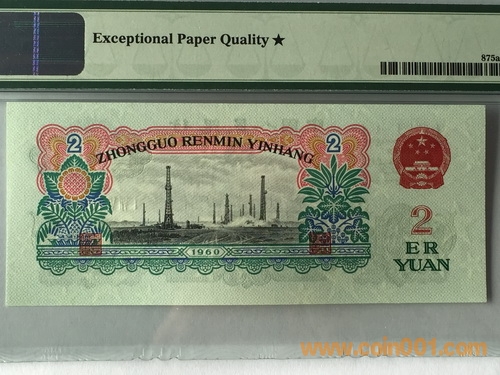 Exceptional Paper Quality ★
875a
2 2
ZHONGGUO RENMIN YINHANG
1960
2
ER
YUAN
www.coin001.com